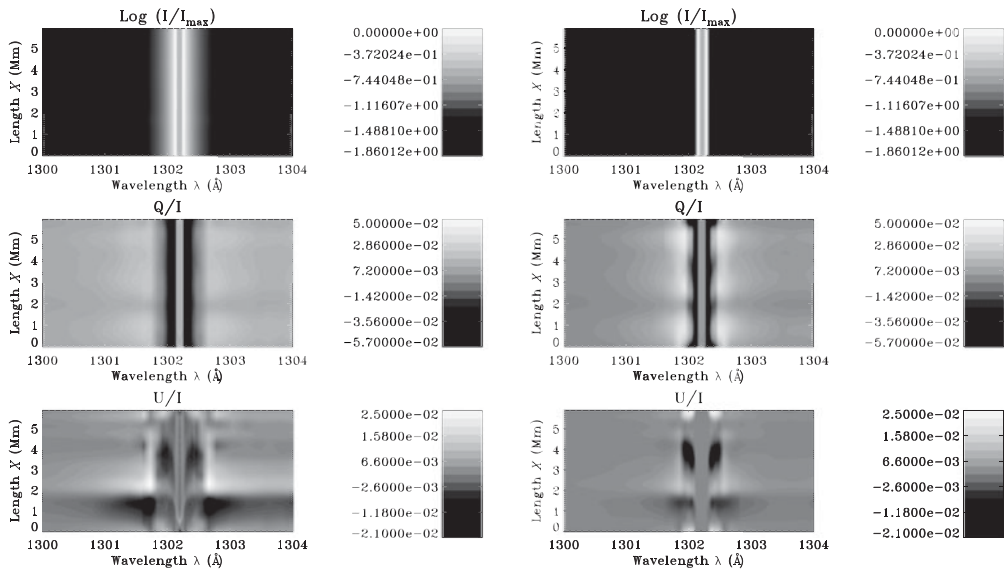 Log (I/Imax)
Length X (Mm)
5
4
3
2
1
0
1300 1301 1302 1303 1304
Wavelength λ (Å)
0.00000e+00
-3.72024e-01
-7.44048e-01
-1.11607e+00
-1.48810e+00
-1.86012e+00
Log (I/Imax)
Length X (Mm)
5
4
3
2
1
0
1300 1301 1302 1303 1304
Wavelength λ (Å)
0.00000e+00
-3.72024e-01
-7.44048e-01
-1.11607e+00
-1.48810e+00
-1.86012e+00
Q/I
Length X (Mm)
5
4
3
2
1
0
1300 1301 1302 1303 1304
Wavelength λ (Å)
5.00000e-02
2.86000e-02
7.20000e-03
-1.42000e-02
-3.56000e-02
-5.70000e-02
Q/I
Length X (Mm)
5
4
3
2
1
0
1300 1301 1302 1303 1304
Wavelength λ (Å)
5.00000e-02
2.86000e-02
7.20000e-03
-1.42000e-02
-3.56000e-02
-5.70000e-02
U/I
Length X (Mm)
5
4
3
2
1
0
1300 1301 1302 1303 1304
Wavelength λ (Å)
2.5000e-02
1.5800e-02
6.6000e-03
-2.6000e-03
-1.1800e-02
-2.1000e-02
U/I
Length X (Mm)
5
4
3
2
1
0
1300 1301 1302 1303 1304
Wavelength λ (Å)
2.5000e-02
1.5800e-02
6.6000e-03
-2.6000e-03
-1.1800e-02
-2.1000e-02